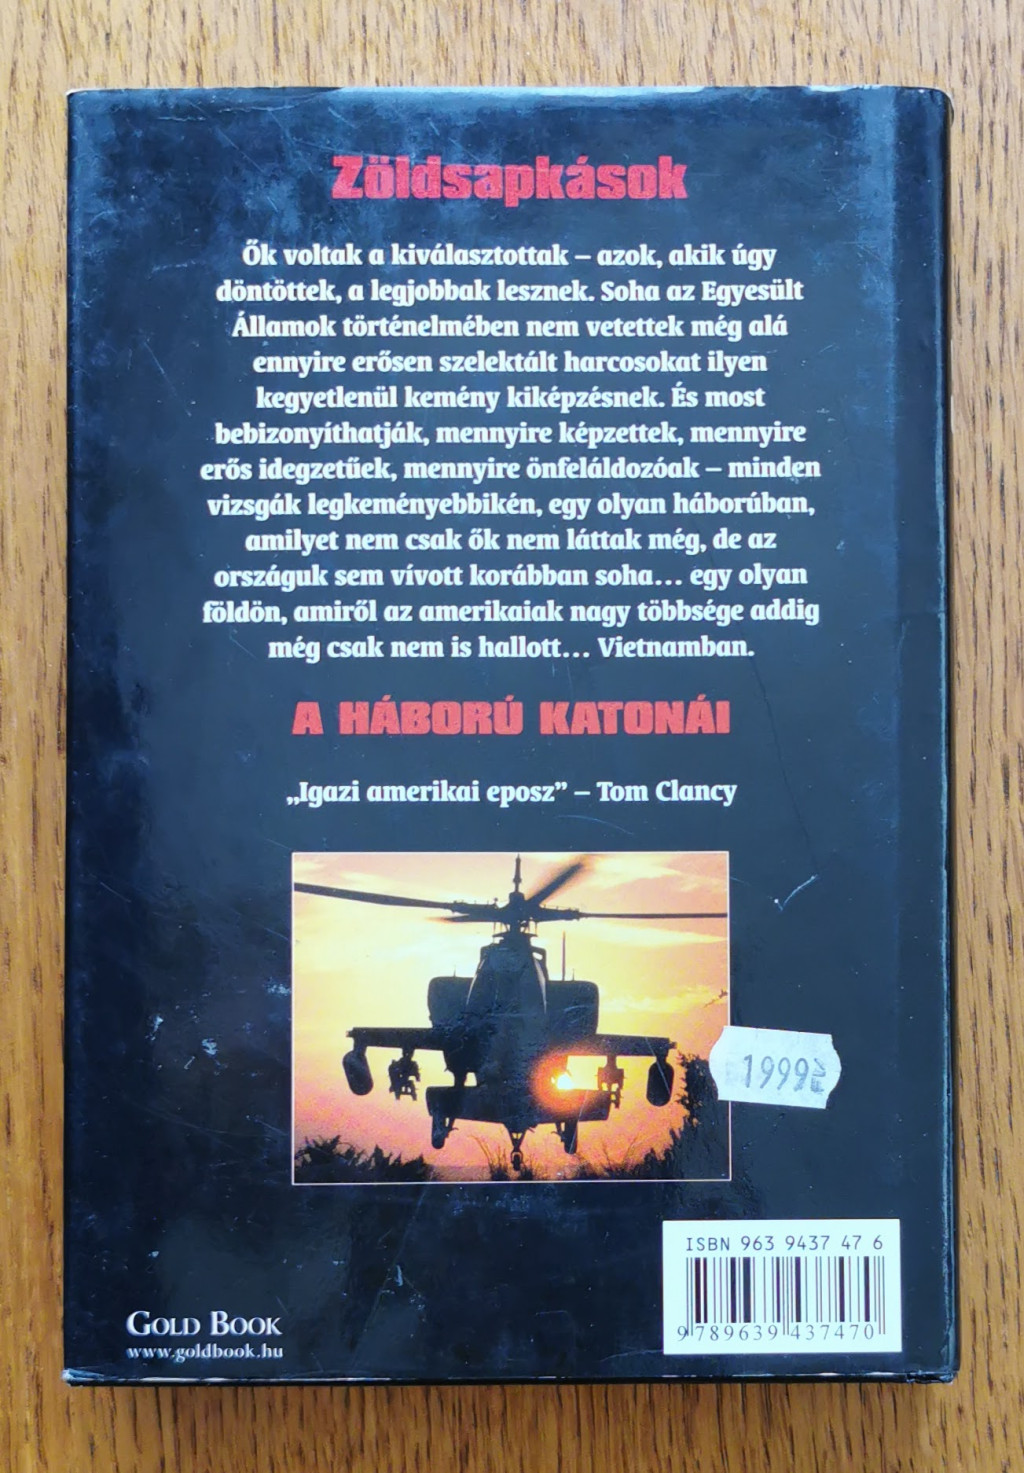 Zöldsapkások
Ők voltak a kiválasztottak – azok, akik úgy
döntöttek, a legjobbak lesznek. Soha az Egyesült
Államok történelmében nem vetettek még alá
ennyire erősen szelektált harcosokat ilyen
kegyetlenül kemény kiképzésnek. És most
bebizonyíthatják, mennyire képzettek, mennyire
erős idegzetűek, mennyire önfeláldozóak – minden
vizsgák legkeményebbikén, egy olyan háborúban,
amilyet nem csak ők nem láttak még, de az
országuk sem vívott korábban soha... egy olyan
földön, amiről az amerikaiak nagy többsége addig
még csak nem is hallott... Vietnamban.
A HÁBORÚ KATONÁI
„Igazi amerikai eposz” – Tom Clancy
1999
ISBN 963 9437 47 6
9 789639 437470
GOLD BOOK
www.goldbook.hu